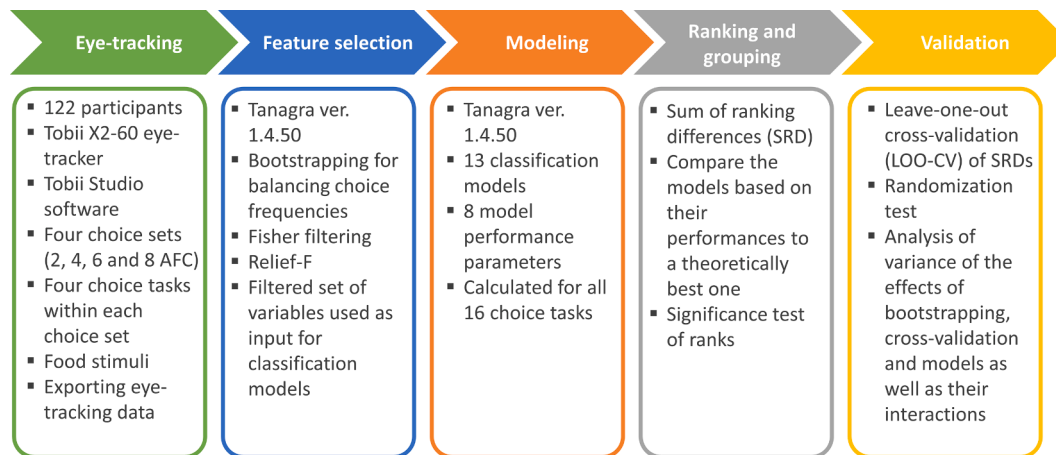 Eye-tracking
Feature selection
Modeling
Ranking and
grouping
Validation
▪ 122 participants
▪ Tobii X2-60 eye-
tracker
▪ Tobii Studio
software
▪ Four choice sets
(2, 4, 6 and 8 AFC)
▪ Four choice tasks
within each
choice set
▪ Food stimuli
▪ Exporting eye-
tracking data
▪ Tanagra ver.
1.4.50
▪ Bootstrapping for
balancing choice
frequencies
▪ Fisher filtering
▪ Relief-F
▪ Filtered set of
variables used as
input for
classification
models
▪ Tanagra ver.
1.4.50
▪ 13 classification
models
▪ 8 model
performance
parameters
▪ Calculated for all
16 choice tasks
▪ Sum of ranking
differences (SRD)
▪ Compare the
models based on
their
performances to
a theoretically
best one
▪ Significance test
of ranks
▪ Leave-one-out
cross-validation
(LOO-CV) of SRDs
▪ Randomization
test
▪ Analysis of
variance of the
effects of
bootstrapping,
cross-validation
and models as
well as their
interactions